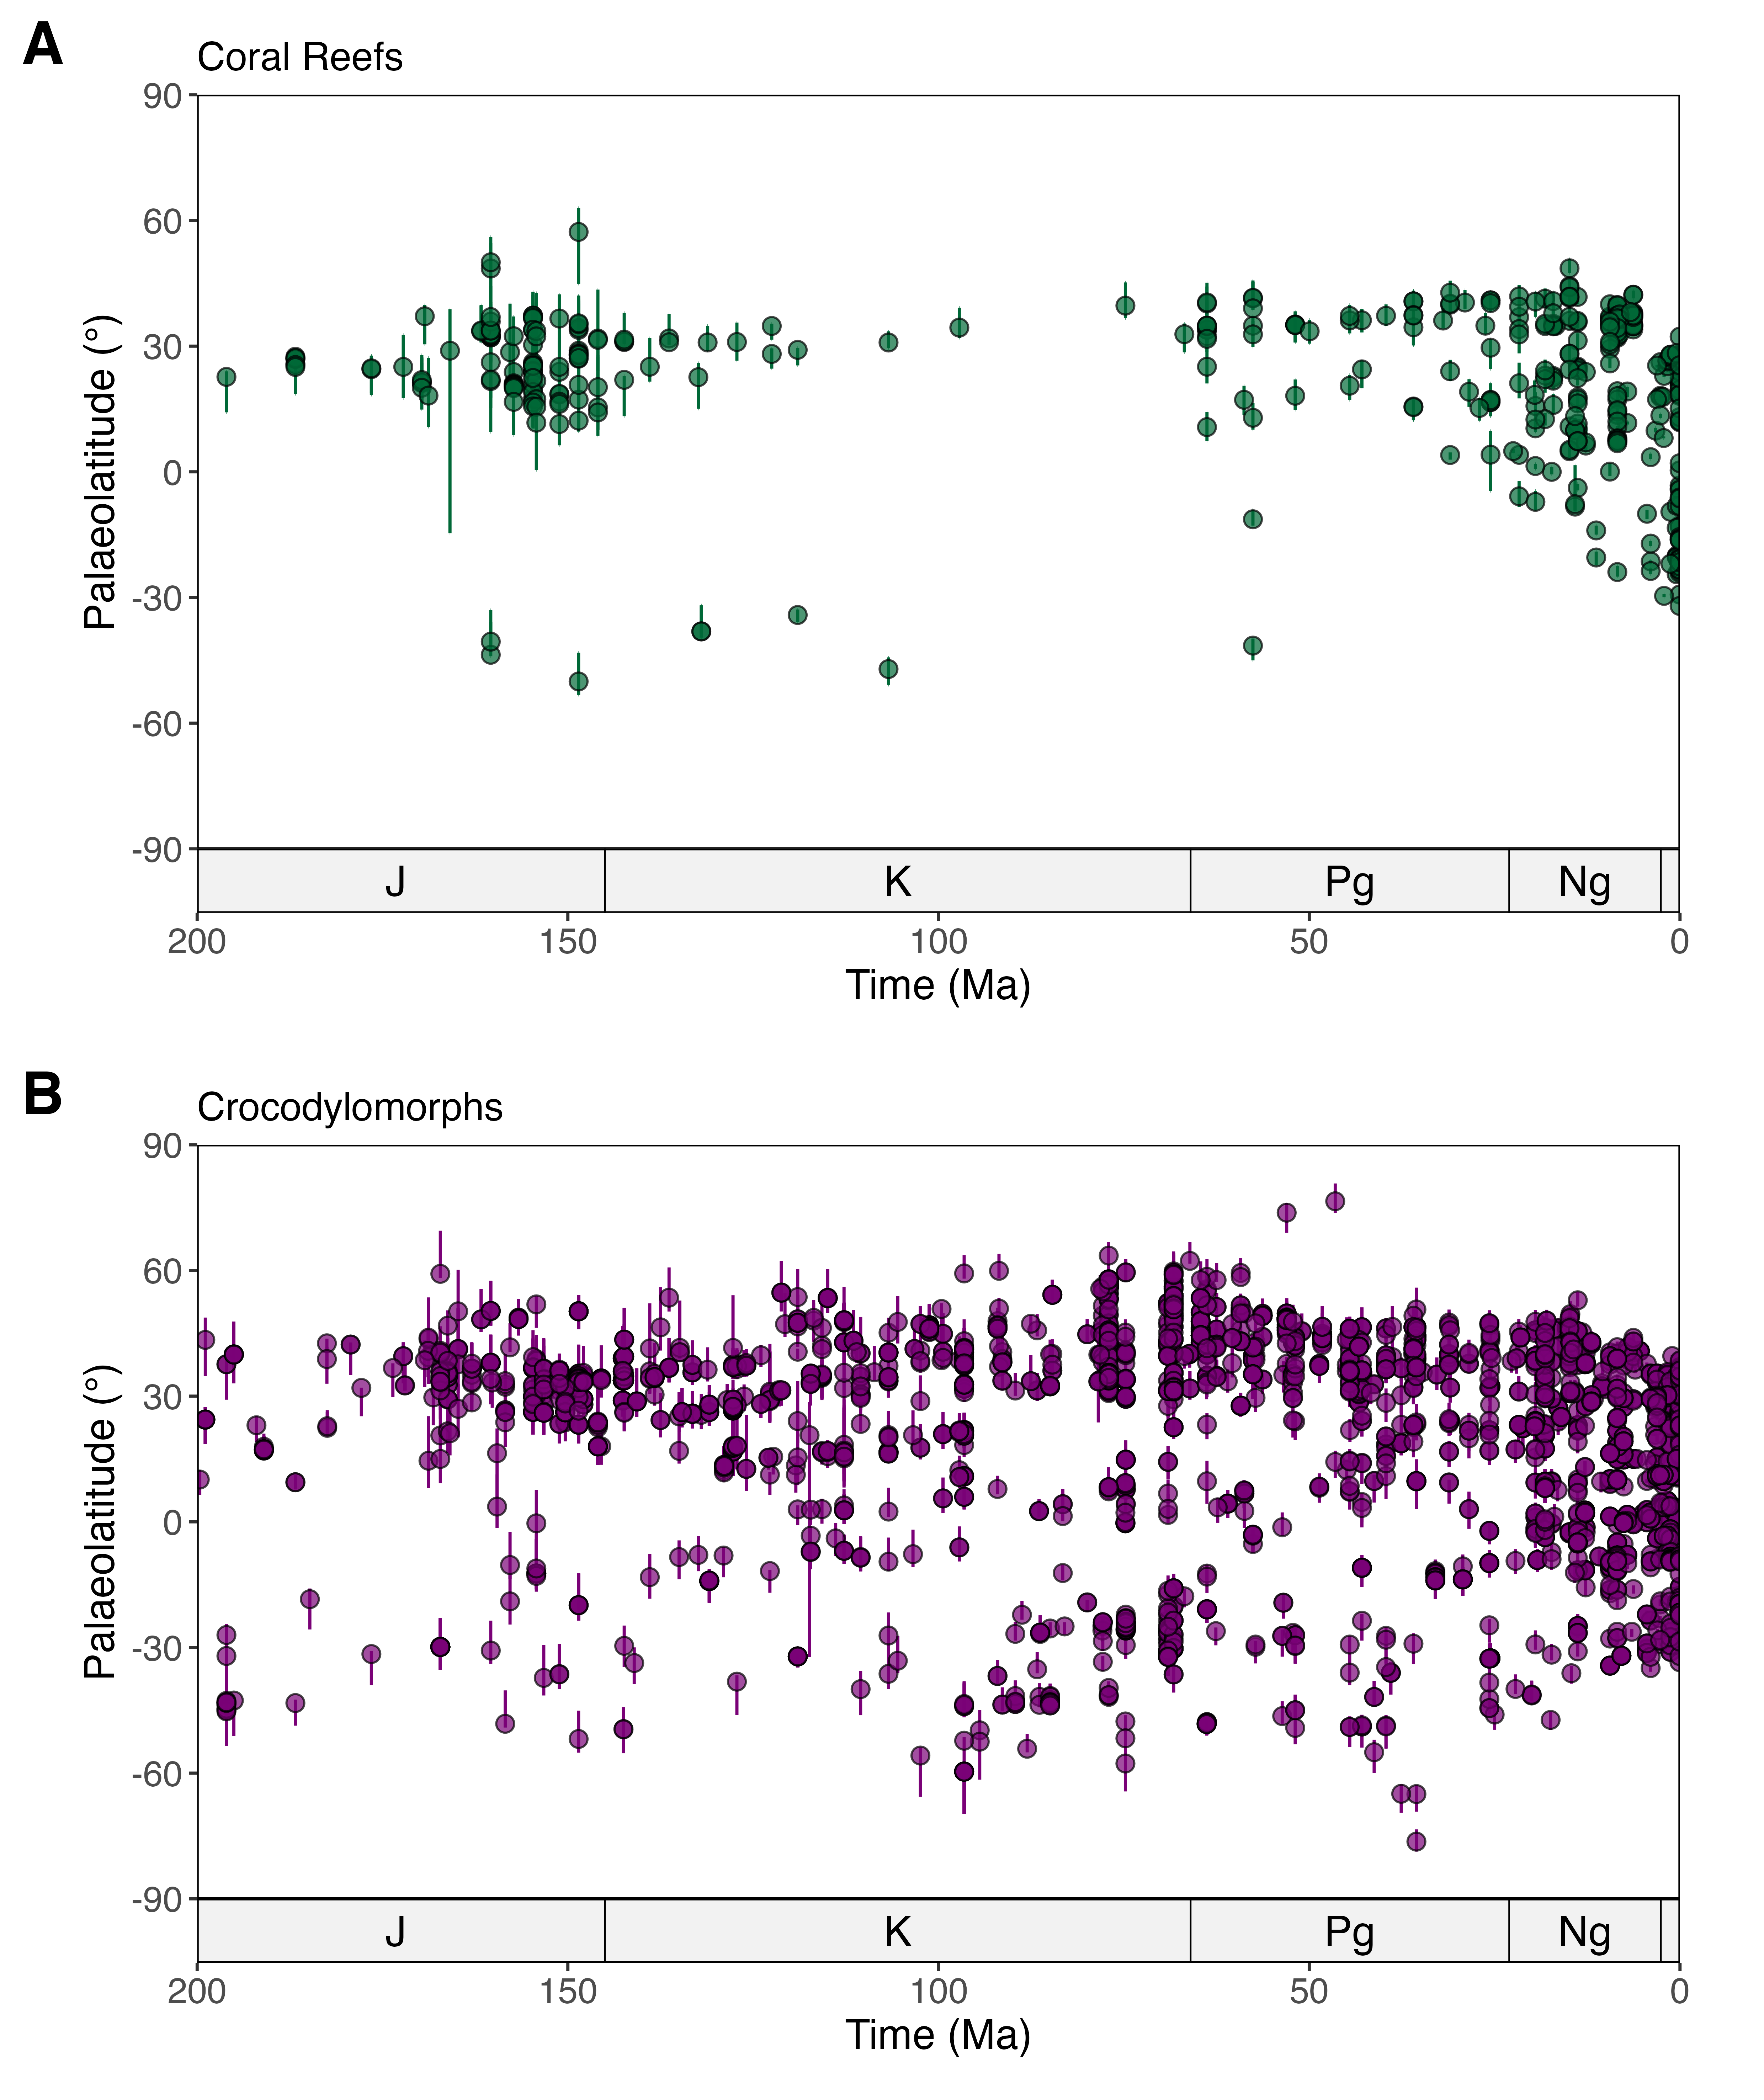 A
Coral Reefs
90
60
30
0
-30
-60
-90
Palaeolatitude (°)
J K Pg Ng
200 150 100 50 0
Time (Ma)
B
Crocodylomorphs
90
60
30
0
-30
-60
-90
Palaeolatitude (°)
J K Pg Ng
200 150 100 50 0
Time (Ma)